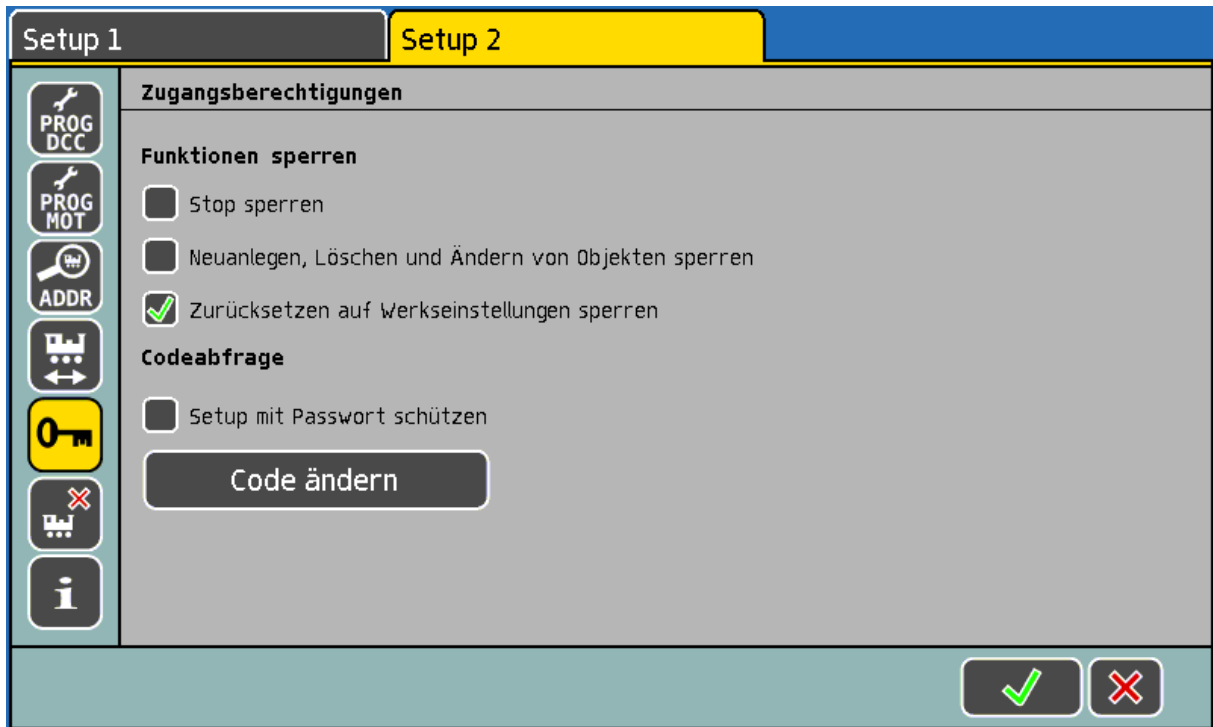 Setup 1
Setup 2
Zugangsberechtigungen
PROG
DCC
Funktionen sperren
PROG
MOT
Stop sperren
Neuanlegen, Löschen und Ändern von Objekten sperren
ADDR
Zurücksetzen auf Werkseinstellungen sperren
Codeabfrage
Setup mit Passwort schützen
Code ändern
i